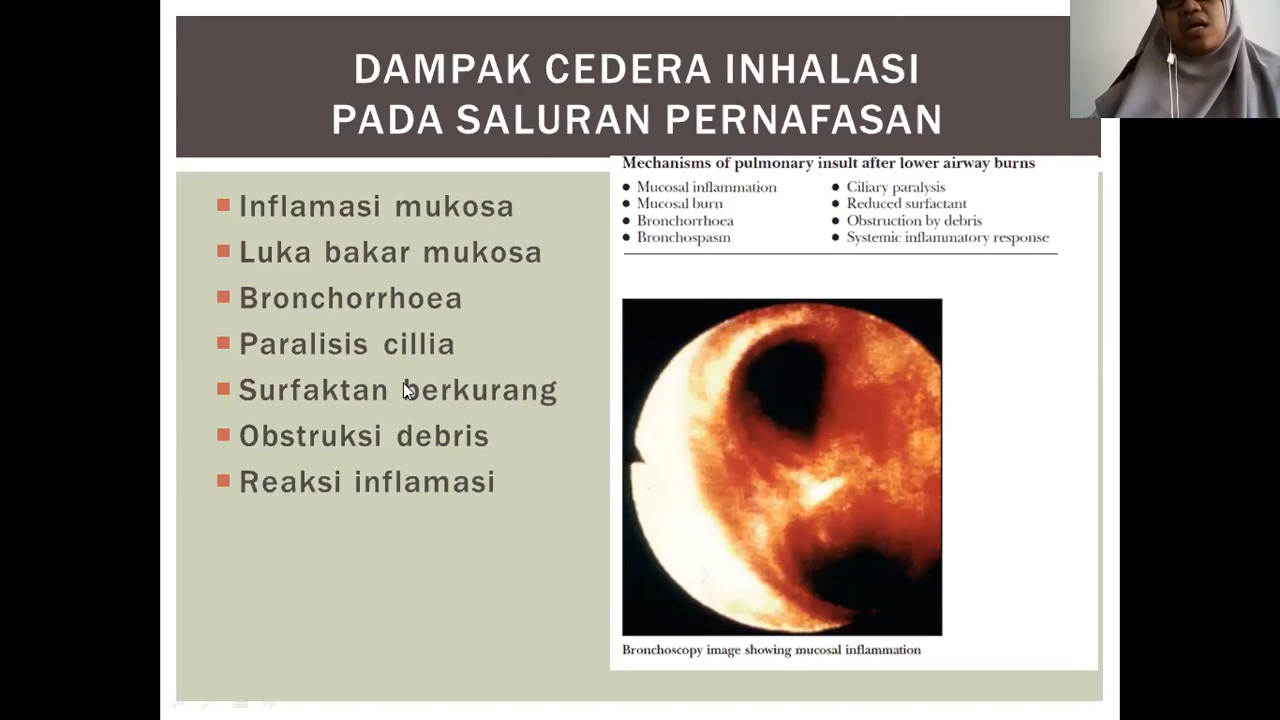 DAMPAK CEDERA INHALASI
PADA SALURAN PERNAFASAN
Inflamasi mukosa
Luka bakar mukosa
Bronchorrhoea
Paralisis cillia
Surfaktan berkurang
Obstruksi debris
Reaksi inflamasi
Mechanisms of pulmonary insult after lower airway burns
Mucosal inflammation
Mucosal burn
Bronchorrhoea
Bronchospasm
Ciliary paralysis
Reduced surfactant
Obstruction by debris
Systemic inflammatory response
Bronchoscopy image showing mucosal inflammation